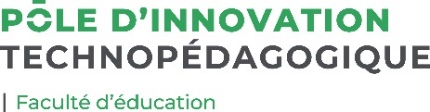 PÔLE D'INNOVATION
TECHNOPÉDAGOGIQUE
| Faculté d'éducation